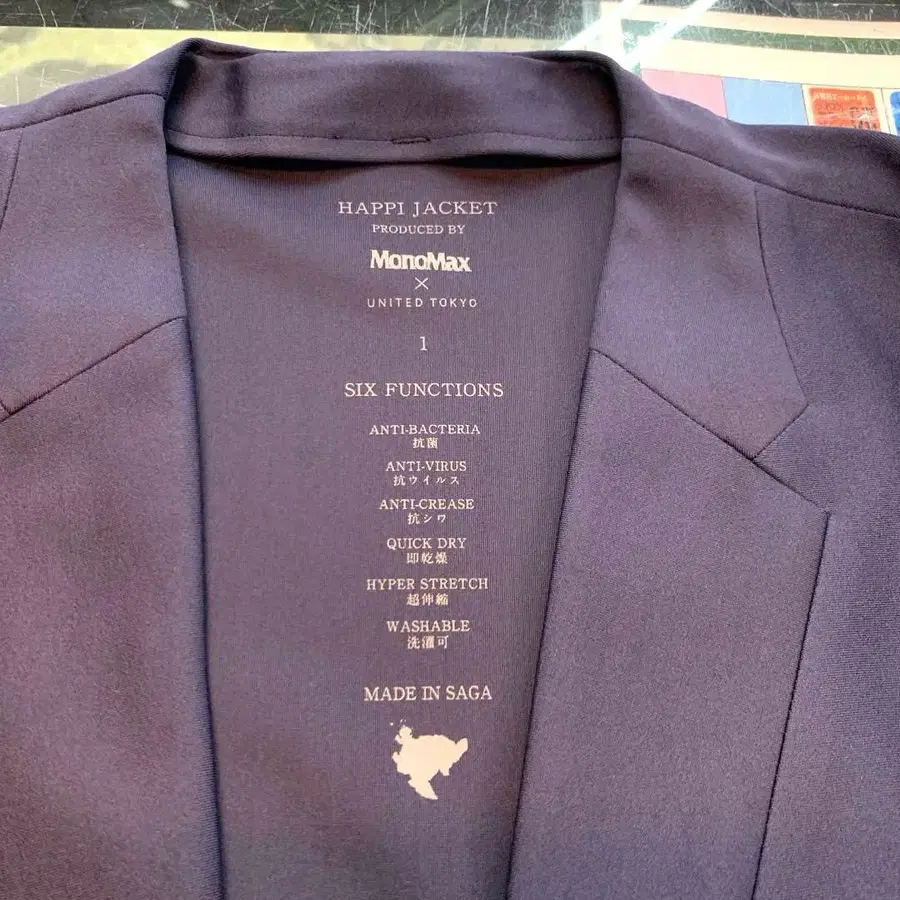 HAPPI JACKET
PRODUCED BY
MonoMax
×
UNITED TOKYO
1
SIX FUNCTIONS
ANTI-BACTERIA
抗菌
ANTI-VIRUS
抗ウイルス
ANTI-CREASE
抗シワ
QUICK DRY
即乾燥
HYPER STRETCH
超伸縮
WASHABLE
洗濯可
MADE IN SAGA